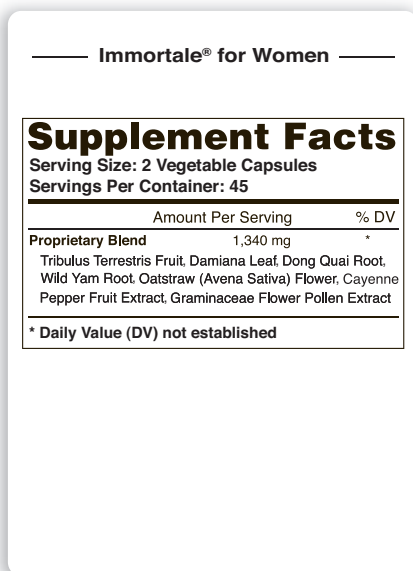 Immortale® for Women
Supplement Facts
Serving Size: 2 Vegetable Capsules
Servings Per Container: 45
Amount Per Serving % DV
Proprietary Blend 1,340 mg *
Tribulus Terrestris Fruit, Damiana Leaf, Dong Quai Root,
Wild Yam Root, Oatstraw (Avena Sativa) Flower, Cayenne
Pepper Fruit Extract, Graminaceae Flower Pollen Extract
* Daily Value (DV) not established